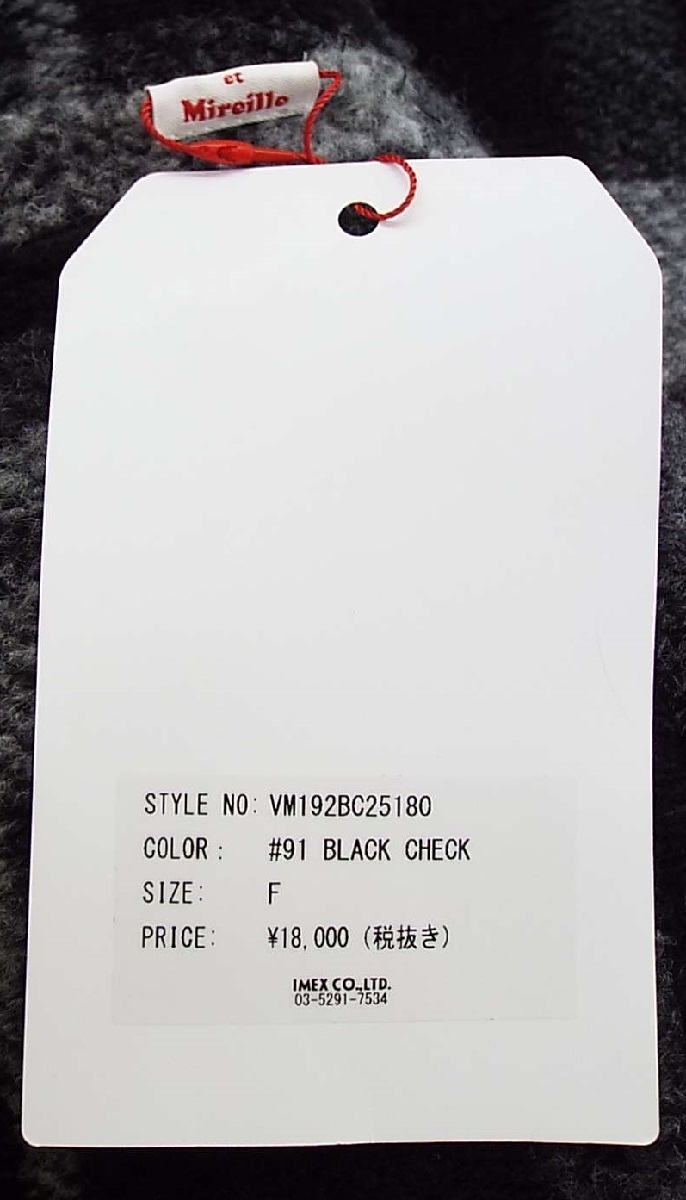 et
Mireille
STYLE NO: VM192BC25180
COLOR: #91 BLACK CHECK
SIZE: F
PRICE: ¥18,000 (税抜き)
IMEX CO.,LTD.
03-5291-7534